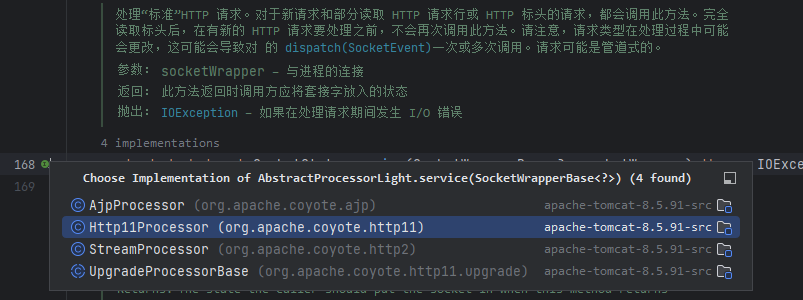 处理“标准”HTTP 请求。对于新请求和部分读取 HTTP 请求行或 HTTP 标头的请求，都会调用此方法。完全
读取标头后，在有新的 HTTP 请求要处理之前，不会再次调用此方法。请注意，请求类型在处理过程中可能
会更改，这可能会导致对 的 dispatch(SocketEvent)一次或多次调用。请求可能是管道式的。
参数: socketWrapper – 与进程的连接
返回: 此方法返回时调用方应将套接字放入的状态
抛出: IOException – 如果在处理请求期间发生 I/O 错误
4 implementations
168
Choose Implementation of AbstractProcessorLight.service(SocketWrapperBase<?>) (4 found)
169
AjpProcessor (org.apache.coyote.ajp) apache-tomcat-8.5.91-src
Http11Processor (org.apache.coyote.http11) apache-tomcat-8.5.91-src
StreamProcessor (org.apache.coyote.http2) apache-tomcat-8.5.91-src
UpgradeProcessorBase (org.apache.coyote.http11.upgrade) apache-tomcat-8.5.91-src